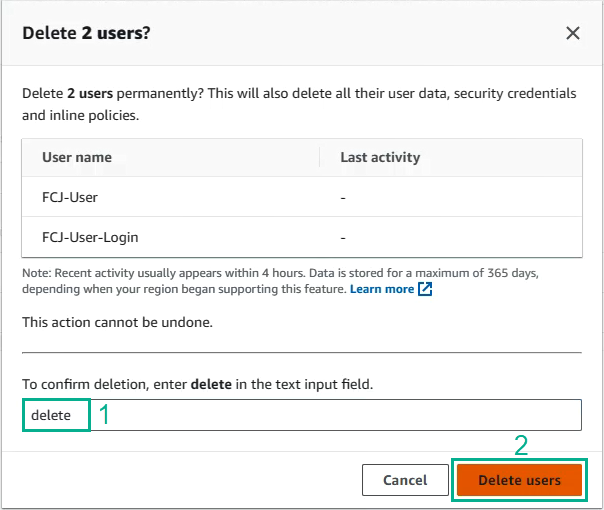 Delete 2 users?
Delete 2 users permanently? This will also delete all their user data, security credentials
and inline policies.
User name Last activity
FCJ-User -
FCJ-User-Login -
Note: Recent activity usually appears within 4 hours. Data is stored for a maximum of 365 days,
depending when your region began supporting this feature. Learn more
This action cannot be undone.
To confirm deletion, enter delete in the text input field.
delete 1
2
Cancel Delete users